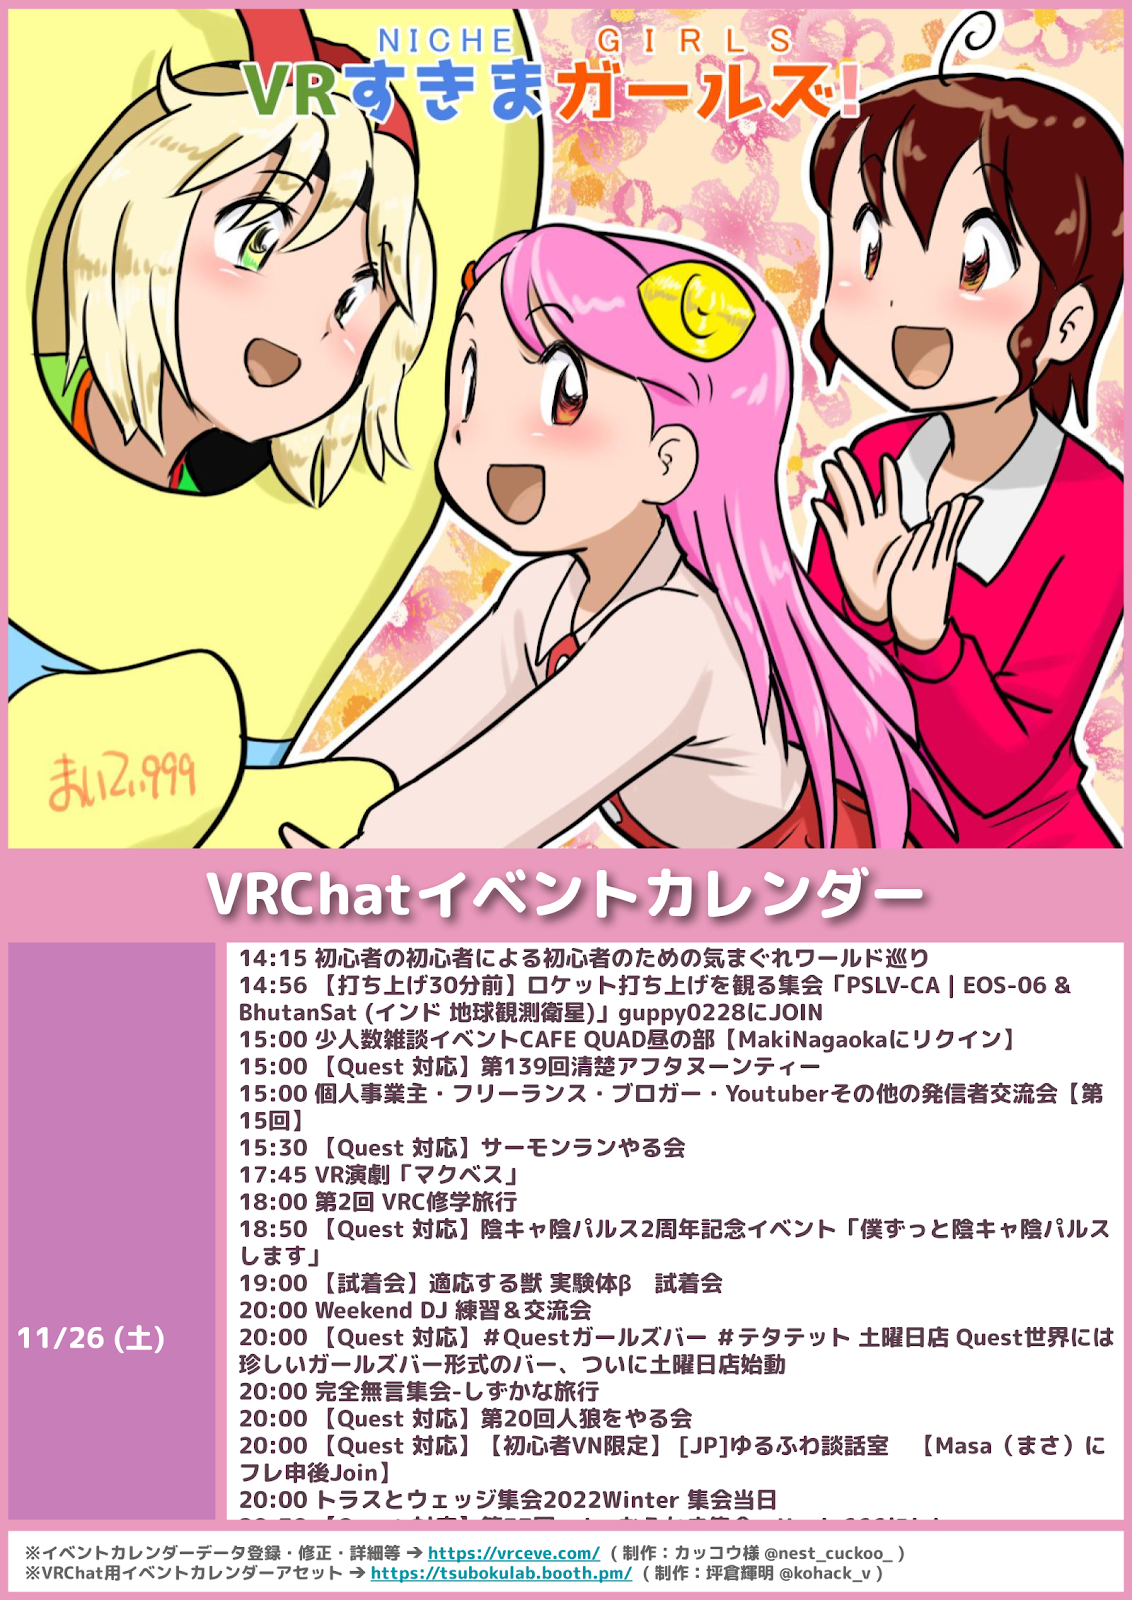 NICHE GIRLS
VRすきまガールズ!
まいてぃ999
VRChatイベントカレンダー
11/26 (土)
14:15 初心者の初心者による初心者のための気まぐれワールド巡り
14:56 【打ち上げ30分前】ロケット打ち上げを観る集会「PSLV-CA | EOS-06 &
BhutanSat (インド 地球観測衛星)」guppy0228にJOIN
15:00 少人数雑談イベントCAFE QUAD昼の部【MakiNagaokaにリクイン】
15:00 【Quest 対応】第139回清楚アフタヌーンティー
15:00 個人事業主・フリーランス・ブロガー・Youtuberその他の発信者交流会【第
15回】
15:30 【Quest 対応】サーモンランやる会
17:45 VR演劇「マクベス」
18:00 第2回 VRC修学旅行
18:50 【Quest 対応】陰キャ陰パルス2周年記念イベント「僕ずっと陰キャ陰パルス
します」
19:00 【試着会】適応する獣 実験体β　試着会
20:00 Weekend DJ 練習＆交流会
20:00 【Quest 対応】＃Questガールズバー ＃テタテット 土曜日店 Quest世界には
珍しいガールズバー形式のバー、ついに土曜日店始動
20:00 完全無言集会-しずかな旅行
20:00 【Quest 対応】第20回人狼をやる会
20:00 【Quest 対応】【初心者VN限定】 [JP]ゆるふわ談話室　【Masa（まさ）に
フレ申後Join】
20:00 トラスとウェッジ集会2022Winter 集会当日
※イベントカレンダーデータ登録・修正・詳細等 ➔ https://vrceve.com/ ( 制作：カッコウ様 @nest_cuckoo_ )
※VRChat用イベントカレンダーアセット ➔ https://tsubokulab.booth.pm/ ( 制作：坪倉輝明 @kohack_v )